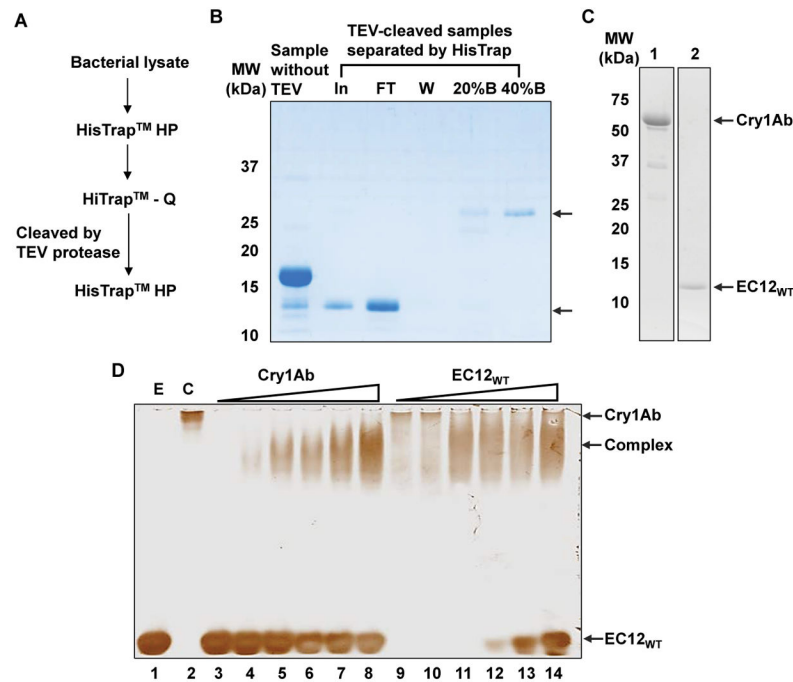 A
Bacterial lysate
HisTrap™ HP
HiTrap™ - Q
Cleaved by
TEV protease
HisTrap™ HP
B
TEV-cleaved samples
separated by HisTrap
Sample
without
TEV
MW
(kDa)
In FT W 20%B 40%B
37
25
20
15
10
C
MW
(kDa)
1 2
75
50
37
25
20
15
10
Cry1Ab
EC12WT
D
E C Cry1Ab EC12WT
Cry1Ab
Complex
EC12WT
1 2 3 4 5 6 7 8 9 10 11 12 13 14